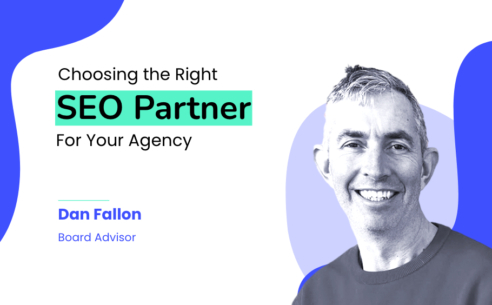 Choosing the Right
SEO Partner
For Your Agency
Dan Fallon
Board Advisor